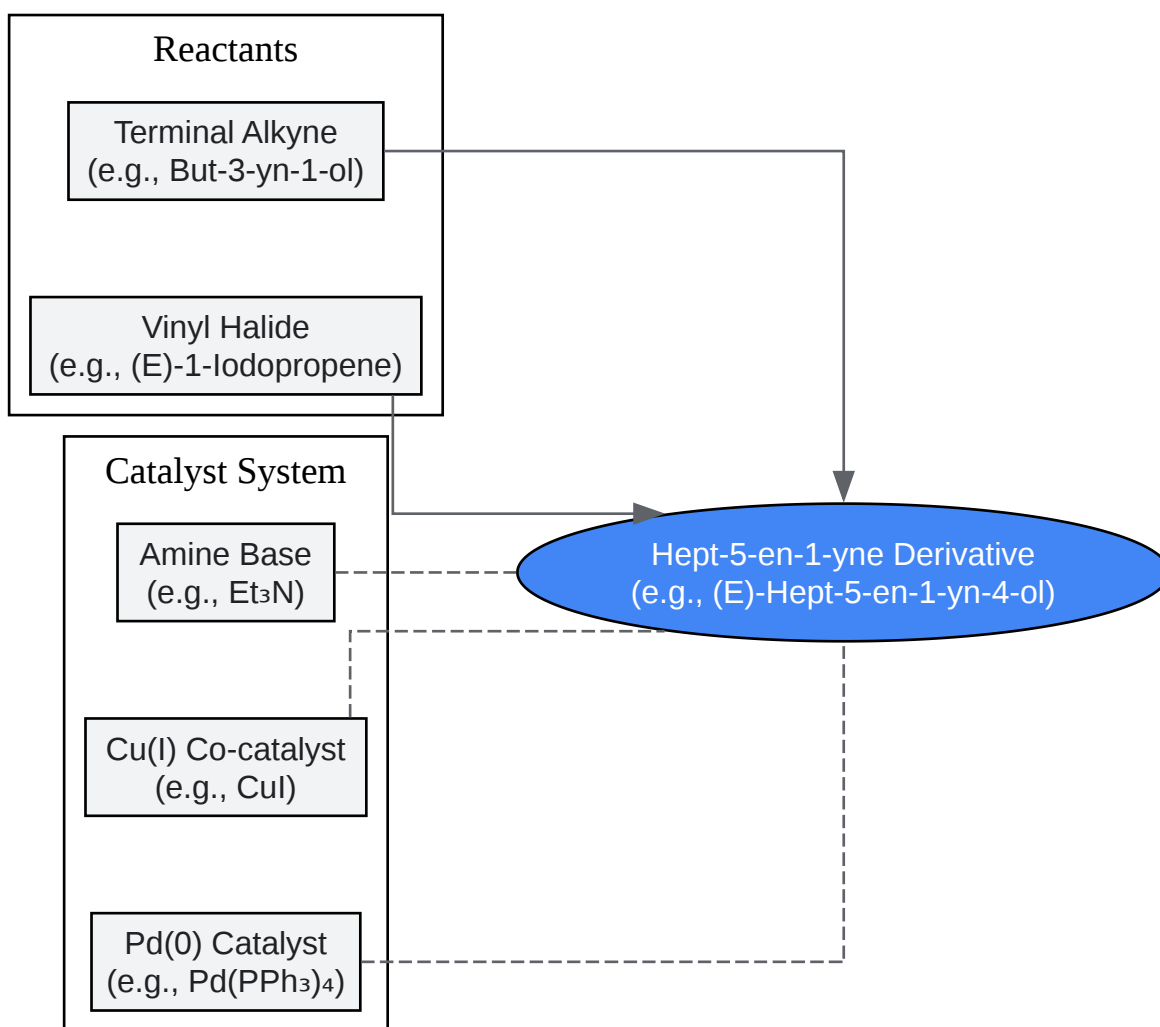 Reactants
Terminal Alkyne
(e.g., But-3-yn-1-ol)
Vinyl Halide
(e.g., (E)-1-Iodopropene)
Catalyst System
Amine Base
(e.g., Et₃N)
Hept-5-en-1-yne Derivative
(e.g., (E)-Hept-5-en-1-yn-4-ol)
Cu(I) Co-catalyst
(e.g., CuI)
Pd(0) Catalyst
(e.g., Pd(PPh₃)₄)